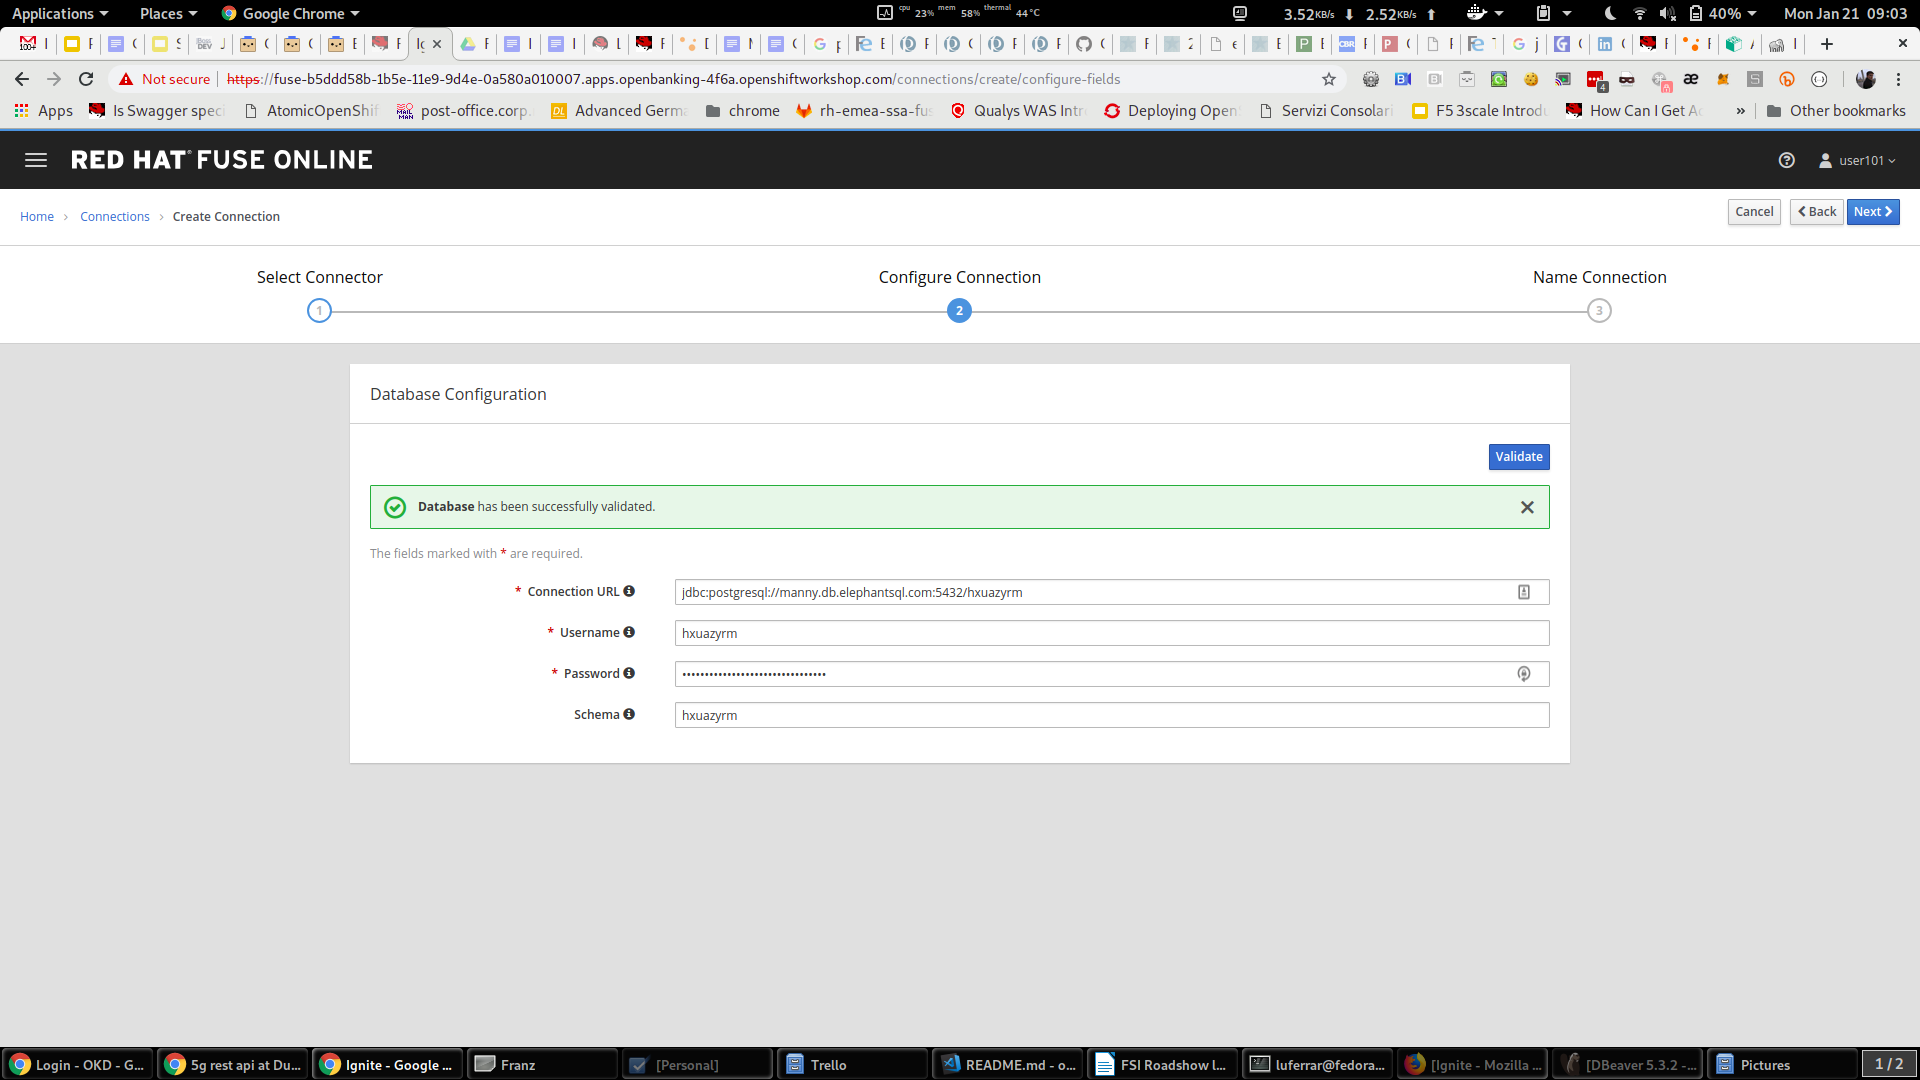 Applications Places Google Chrome cpu 23% mem 58% thermal 44°C 3.52KB/s 2.52KB/s 40% Mon Jan 21 09:03
Not secure https://fuse-b5ddd58b-1b5e-11e9-9d4e-0a580a010007.apps.openbanking-4f6a.openshiftworkshop.com/connections/create/configure-fields
Apps Is Swagger spec AtomicOpenShif post-office.corp. Advanced Germa chrome rh-emea-ssa-fu Qualys WAS Intr Deploying Open Servizi Consolari F5 3scale Introdu How Can I Get Ac » Other bookmarks
RED HAT FUSE ONLINE user101
Home Connections Create Connection Cancel Back Next
Select Connector Configure Connection Name Connection
1 2 3
Database Configuration
Validate
Database has been successfully validated.
The fields marked with * are required.
* Connection URL jdbc:postgresql://manny.db.elephantsql.com:5432/hxuazyrm
* Username hxuazyrm
* Password ••••••••••••••••••••••••••••••••
Schema hxuazyrm
Login - OKD - G... 5g rest api at Du... Ignite - Google ... Franz [Personal] Trello README.md - o... FSI Roadshow l... luferrar@fedora... [Ignite - Mozilla ... [DBeaver 5.3.2 -... Pictures 1 / 2